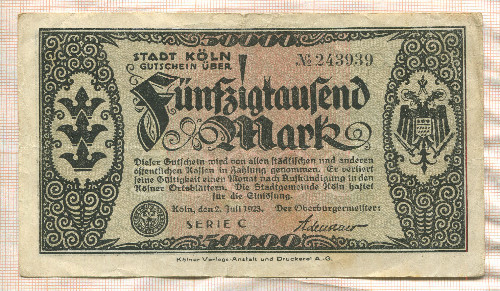 50000
STADT KÖLN
GUTSCHEIN ÜBER
№ 243939
Fünfzigtausend
Mark
Dieser Gutschein wird von allen städtischen und anderen
öffentlichen Kassen in Zahlung genommen. Er verliert
seine Gültigkeit einen Monat nach Aufkündigung in den
Kölner Ortsblättern. Die Stadtgemeinde Köln haftet
für die Einlösung.
Köln, den 2. Juli 1923. Der Oberbürgermeister:
SERIE C
Adenauer
50000
Kölner Verlags-Anstalt und Druckerei A.-G.